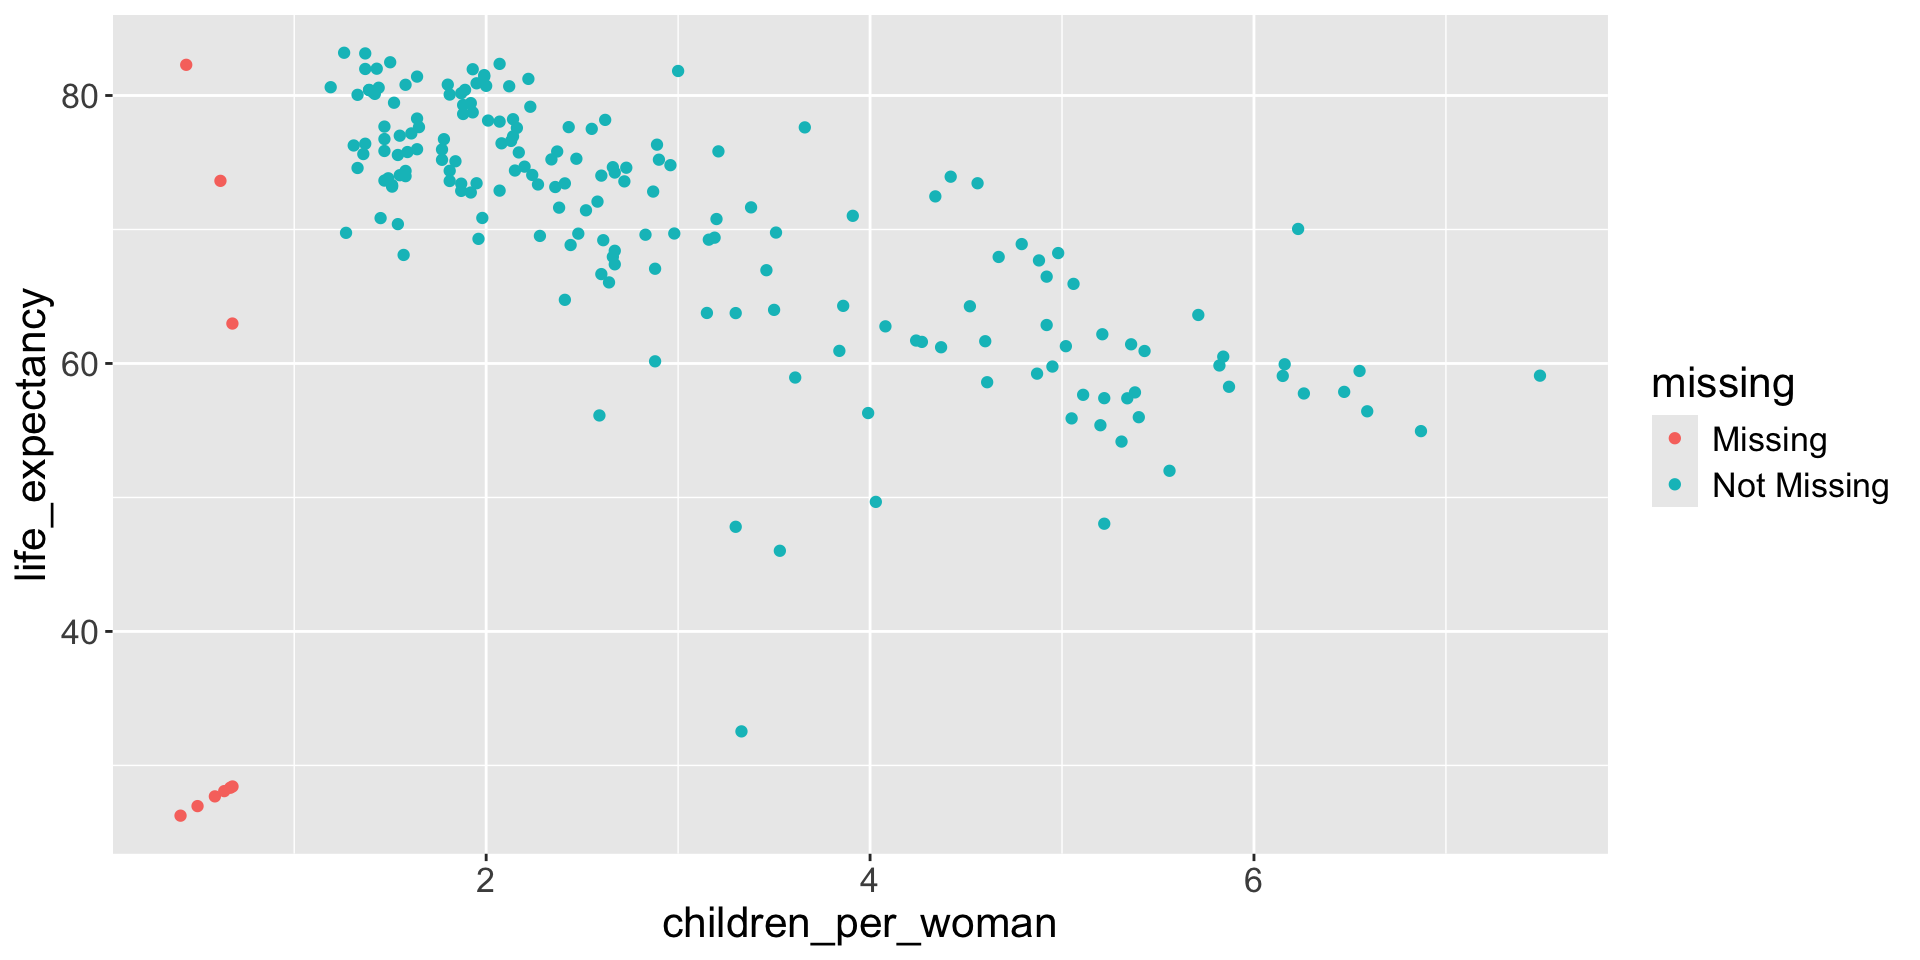 life_expectancy
80
60
40
2
4
6
children_per_woman
missing
Missing
Not Missing